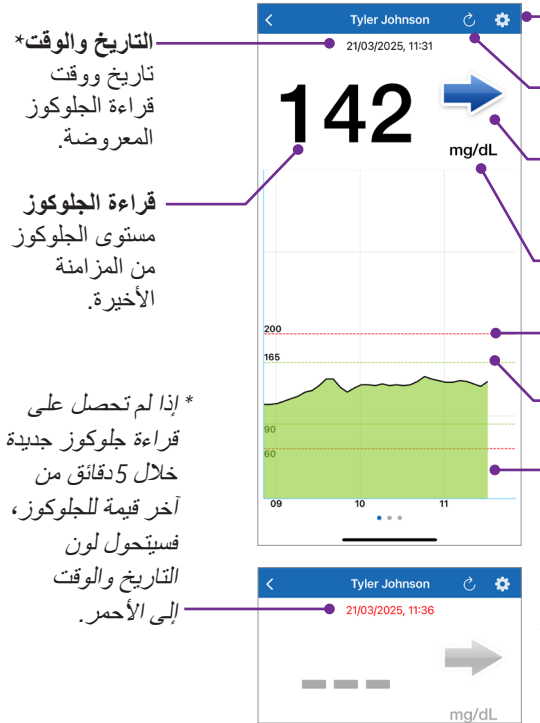 Tyler Johnson
21/03/2025, 11:31
142
mg/dL
200
165
90
60
09 10 11
التاريخ والوقت*
تاريخ ووقت
قراءة الجلوكوز
المعروضة.
قراءة الجلوكوز
مستوى الجلوكوز
من المزامنة
الأخيرة.
* إذا لم تحصل على
قراءة جلوكوز جديدة
خلال 5 دقائق من
آخر قيمة للجلوكوز،
فسيتحول لون
التاريخ والوقت
إلى الأحمر.
Tyler Johnson
21/03/2025, 11:36
mg/dL